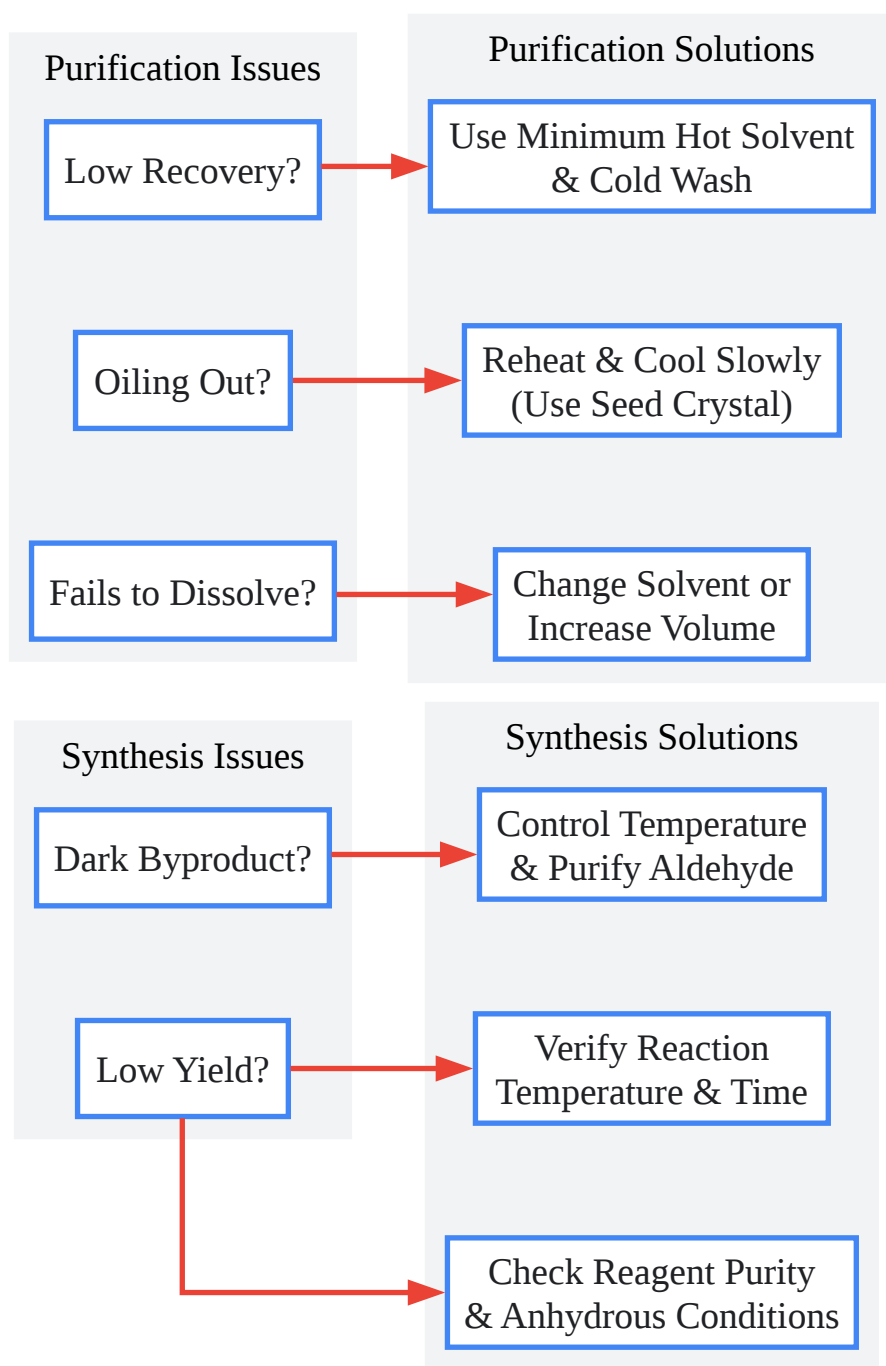 Purification Issues
Purification Solutions
Low Recovery?
Use Minimum Hot Solvent
& Cold Wash
Oiling Out?
Reheat & Cool Slowly
(Use Seed Crystal)
Fails to Dissolve?
Change Solvent or
Increase Volume
Synthesis Issues
Synthesis Solutions
Dark Byproduct?
Control Temperature
& Purify Aldehyde
Low Yield?
Verify Reaction
Temperature & Time
Check Reagent Purity
& Anhydrous Conditions